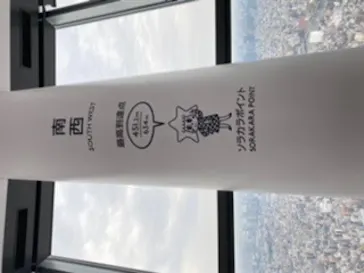 南西
SOUTH WEST
最高到達点
451.2m
634m
ソラカラポイント
SORAKARA POINT